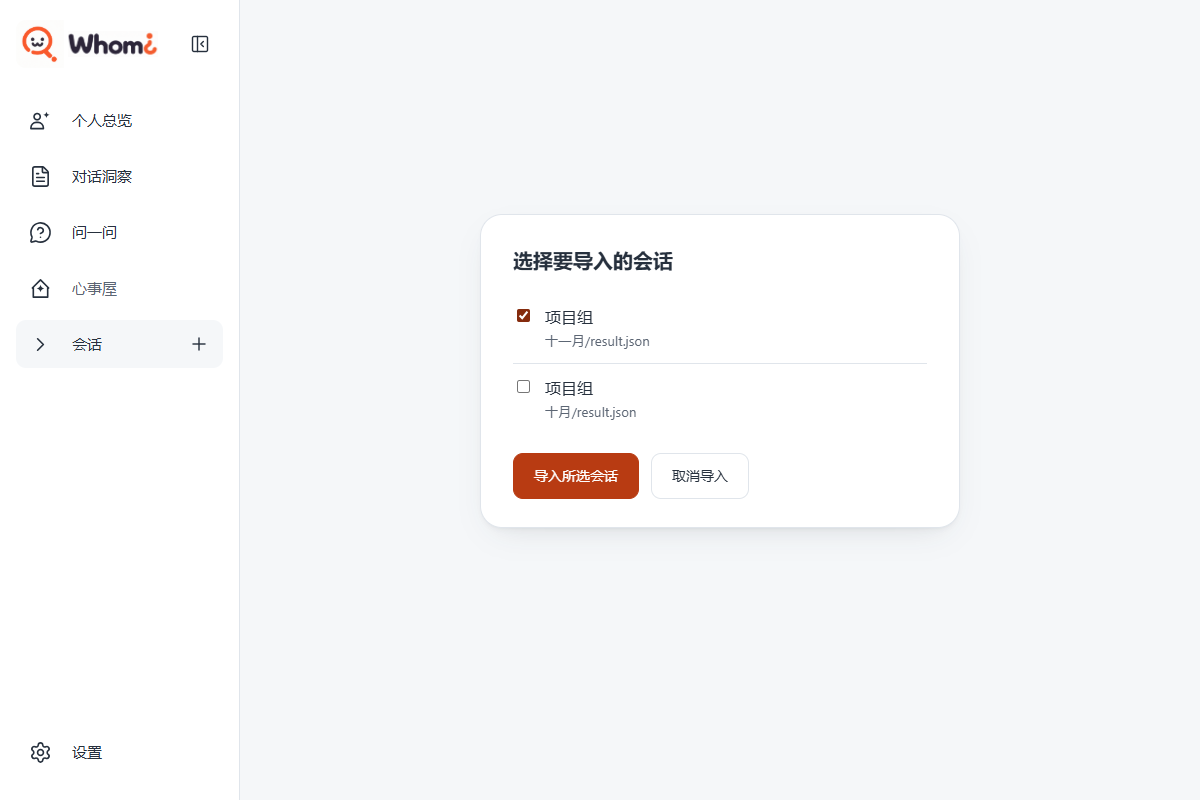 Whomi
个人总览
对话洞察
问一问
心事屋
会话
设置
选择要导入的会话
项目组
十一月/result.json
项目组
十月/result.json
导入所选会话
取消导入